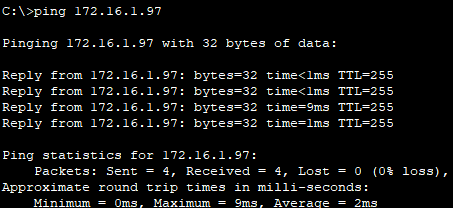 C:\>ping 172.16.1.97
Pinging 172.16.1.97 with 32 bytes of data:
Reply from 172.16.1.97: bytes=32 time<1ms TTL=255
Reply from 172.16.1.97: bytes=32 time<1ms TTL=255
Reply from 172.16.1.97: bytes=32 time=9ms TTL=255
Reply from 172.16.1.97: bytes=32 time=1ms TTL=255
Ping statistics for 172.16.1.97:
    Packets: Sent = 4, Received = 4, Lost = 0 (0% loss),
Approximate round trip times in milli-seconds:
    Minimum = 0ms, Maximum = 9ms, Average = 2ms